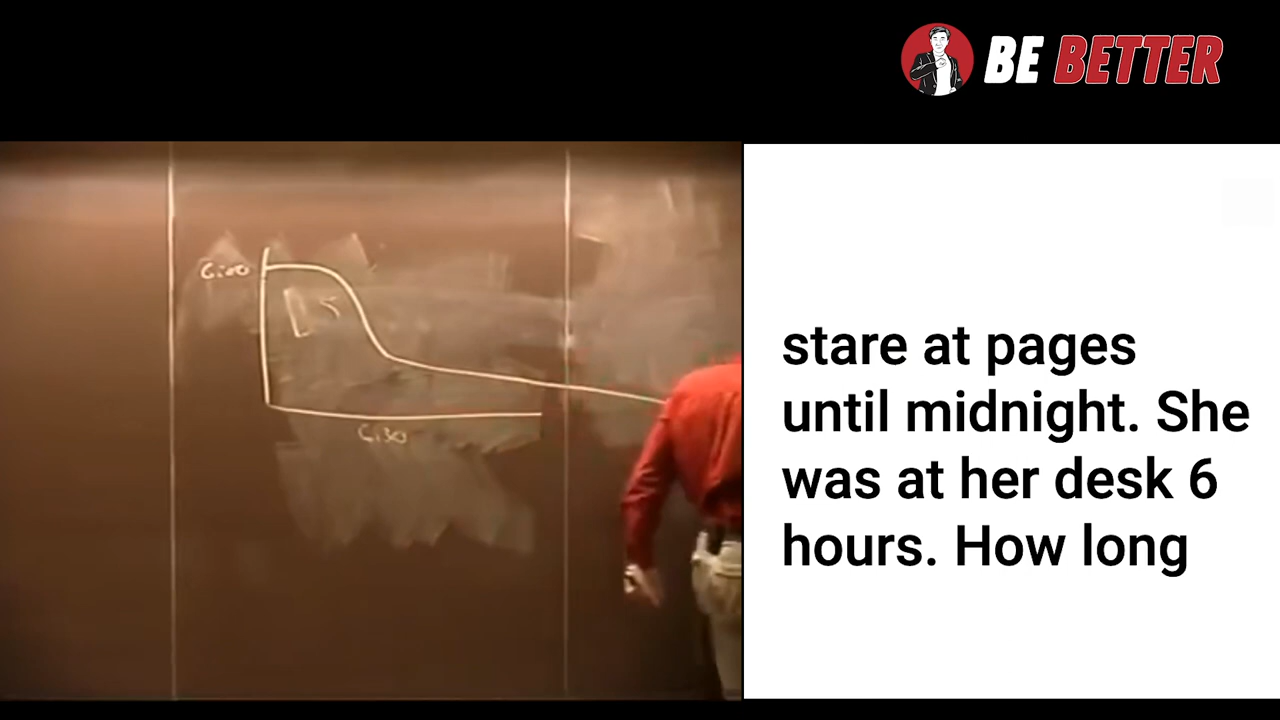 BE BETTER
6:00
6:30
stare at pages
until midnight. She
was at her desk 6
hours. How long